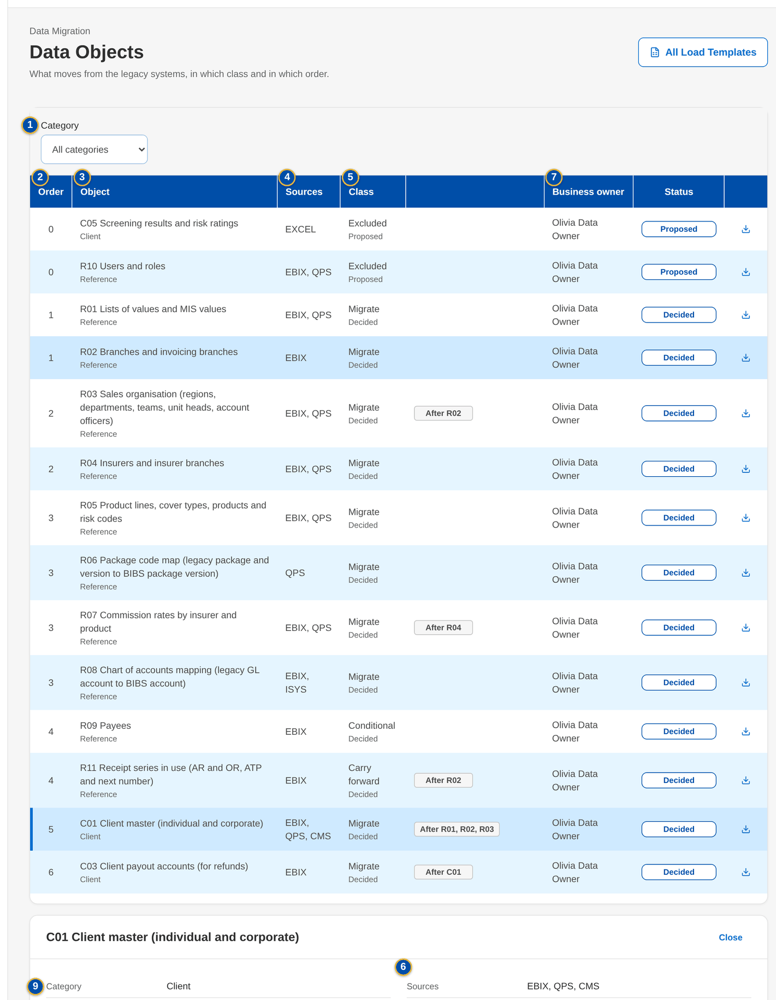 Data Migration
Data Objects
All Load Templates
What moves from the legacy systems, in which class and in which order.
1 Category
All categories
2 3 4 5 7
Order Object Sources Class Business owner Status
0 C05 Screening results and risk ratings Client EXCEL Excluded Proposed Olivia Data Owner Proposed
0 R10 Users and roles Reference EBIX, QPS Excluded Proposed Olivia Data Owner Proposed
1 R01 Lists of values and MIS values Reference EBIX, QPS Migrate Decided Olivia Data Owner Decided
1 R02 Branches and invoicing branches Reference EBIX Migrate Decided Olivia Data Owner Decided
2 R03 Sales organisation (regions, departments, teams, unit heads, account officers) Reference EBIX, QPS Migrate Decided After R02 Olivia Data Owner Decided
2 R04 Insurers and insurer branches Reference EBIX, QPS Migrate Decided Olivia Data Owner Decided
3 R05 Product lines, cover types, products and risk codes Reference EBIX, QPS Migrate Decided Olivia Data Owner Decided
3 R06 Package code map (legacy package and version to BIBS package version) Reference QPS Migrate Decided Olivia Data Owner Decided
3 R07 Commission rates by insurer and product Reference EBIX, QPS Migrate Decided After R04 Olivia Data Owner Decided
3 R08 Chart of accounts mapping (legacy GL account to BIBS account) Reference EBIX, ISYS Migrate Decided Olivia Data Owner Decided
4 R09 Payees Reference EBIX Conditional Decided Olivia Data Owner Decided
4 R11 Receipt series in use (AR and OR, ATP and next number) Reference EBIX Carry forward Decided After R02 Olivia Data Owner Decided
5 C01 Client master (individual and corporate) Client EBIX, QPS, CMS Migrate Decided After R01, R02, R03 Olivia Data Owner Decided
6 C03 Client payout accounts (for refunds) Client EBIX Migrate Decided After C01 Olivia Data Owner Decided
C01 Client master (individual and corporate) Close
6
9 Category Client Sources EBIX, QPS, CMS